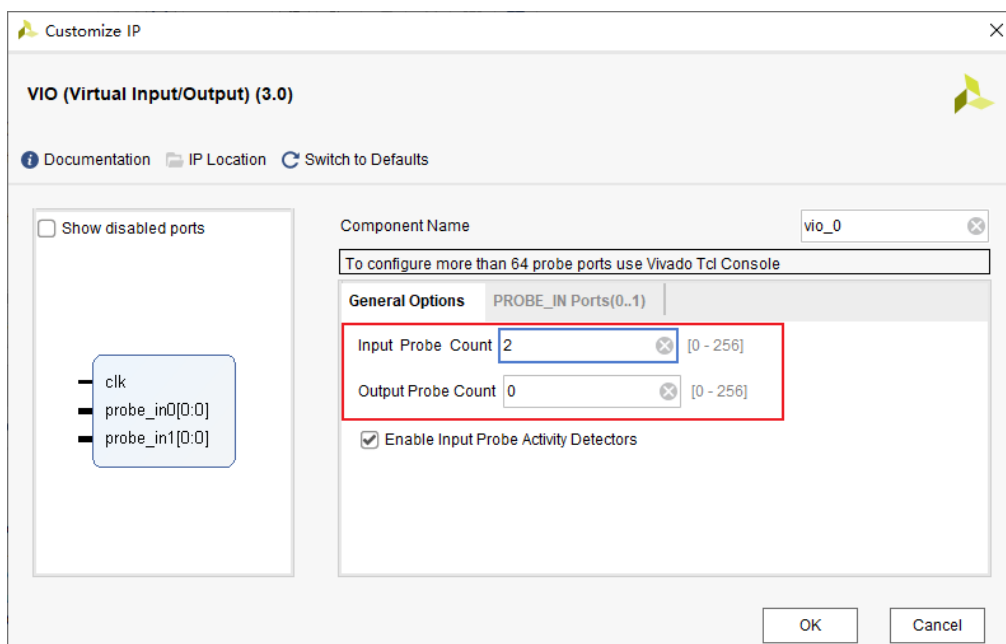 Customize IP
VIO (Virtual Input/Output) (3.0)
Documentation IP Location Switch to Defaults
Show disabled ports
clk
probe_in0[0:0]
probe_in1[0:0]
Component Name vio_0
To configure more than 64 probe ports use Vivado Tcl Console
General Options PROBE_IN Ports(0..1)
Input Probe Count 2 [0 - 256]
Output Probe Count 0 [0 - 256]
Enable Input Probe Activity Detectors
OK Cancel